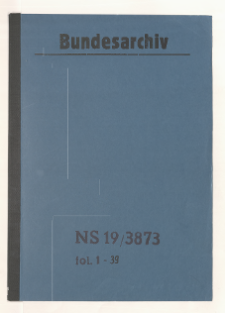 Bundesarchiv
NS 19/3873
fol. 1 - 39